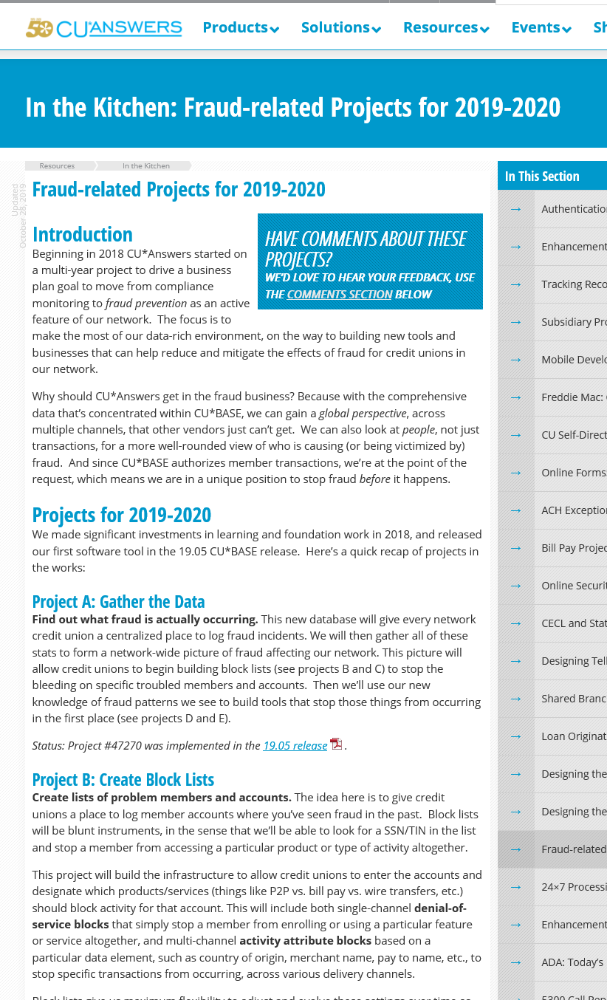 50 CU*ANSWERS
Products
Solutions
Resources
Events
Sh
In the Kitchen: Fraud-related Projects for 2019-2020
Resources
In the Kitchen
Updated
October 28, 2019
Fraud-related Projects for 2019-2020
HAVE COMMENTS ABOUT THESE
PROJECTS?
WE'D LOVE TO HEAR YOUR FEEDBACK, USE
THE COMMENTS SECTION BELOW
Introduction
Beginning in 2018 CU*Answers started on
a multi-year project to drive a business
plan goal to move from compliance
monitoring to fraud prevention as an active
feature of our network.  The focus is to
make the most of our data-rich environment, on the way to building new tools and
businesses that can help reduce and mitigate the effects of fraud for credit unions in
our network.
Why should CU*Answers get in the fraud business? Because with the comprehensive
data that's concentrated within CU*BASE, we can gain a global perspective, across
multiple channels, that other vendors just can't get.  We can also look at people, not just
transactions, for a more well-rounded view of who is causing (or being victimized by)
fraud.  And since CU*BASE authorizes member transactions, we're at the point of the
request, which means we are in a unique position to stop fraud before it happens.
Projects for 2019-2020
We made significant investments in learning and foundation work in 2018, and released
our first software tool in the 19.05 CU*BASE release.  Here's a quick recap of projects in
the works:
Project A: Gather the Data
Find out what fraud is actually occurring. This new database will give every network
credit union a centralized place to log fraud incidents. We will then gather all of these
stats to form a network-wide picture of fraud affecting our network. This picture will
allow credit unions to begin building block lists (see projects B and C) to stop the
bleeding on specific troubled members and accounts.  Then we'll use our new
knowledge of fraud patterns we see to build tools that stop those things from occurring
in the first place (see projects D and E).
Status: Project #47270 was implemented in the 19.05 release .
Project B: Create Block Lists
Create lists of problem members and accounts. The idea here is to give credit
unions a place to log member accounts where you've seen fraud in the past.  Block lists
will be blunt instruments, in the sense that we'll be able to look for a SSN/TIN in the list
and stop a member from accessing a particular product or type of activity altogether.
This project will build the infrastructure to allow credit unions to enter the accounts and
designate which products/services (things like P2P vs. bill pay vs. wire transfers, etc.)
should block activity for that account. This will include both single-channel denial-of-
service blocks that simply stop a member from enrolling or using a particular feature
or service altogether, and multi-channel activity attribute blocks based on a
particular data element, such as country of origin, merchant name, pay to name, etc., to
stop specific transactions from occurring, across various delivery channels.
In This Section
→ Authenticatio
→ Enhancement
→ Tracking Reco
→ Subsidiary Pro
→ Mobile Develo
→ Freddie Mac:
→ CU Self-Direct
→ Online Forms
→ ACH Exception
→ Bill Pay Projec
→ Online Securit
→ CECL and Stat
→ Designing Tell
→ Shared Branc
→ Loan Originat
→ Designing the
→ Designing the
→ Fraud-related
→ 24×7 Processi
→ Enhancement
→ ADA: Today's